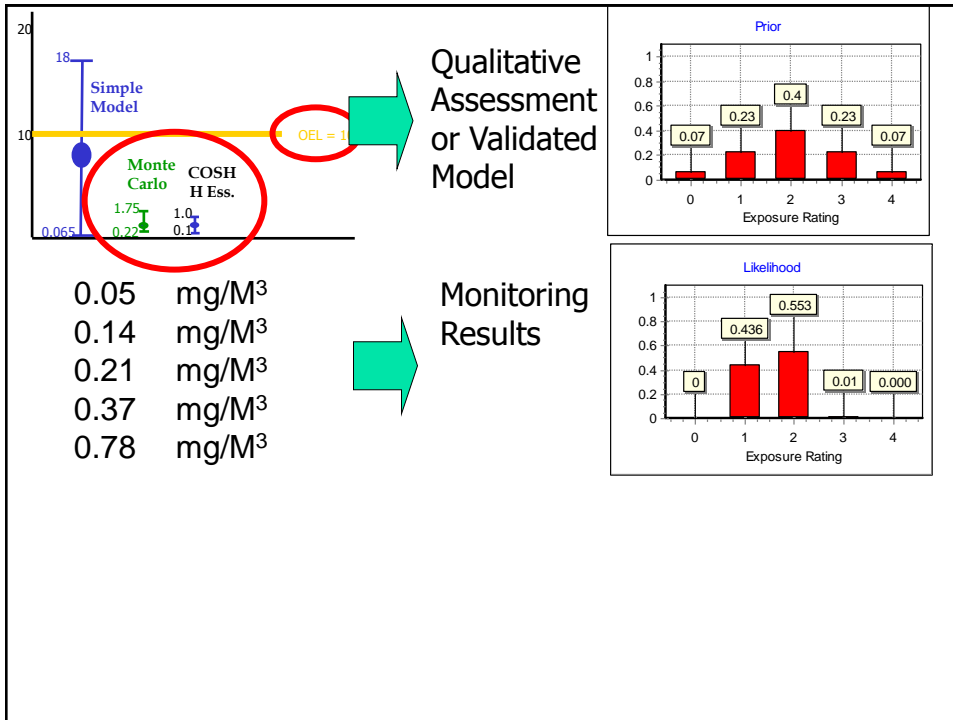 20
18
Simple
Model
10
OEL = 1
Monte
Carlo
COSH
H Ess.
1.75
1.0
0.22
0.1
0.065
Qualitative
Assessment
or Validated
Model
Prior
1
0.8
0.6
0.4
0.2
0
0.07
0.23
0.4
0.23
0.07
0 1 2 3 4
Exposure Rating
0.05 mg/M³
0.14 mg/M³
0.21 mg/M³
0.37 mg/M³
0.78 mg/M³
Monitoring
Results
Likelihood
1
0.8
0.6
0.4
0.2
0
0
0.436
0.553
0.01
0.000
0 1 2 3 4
Exposure Rating